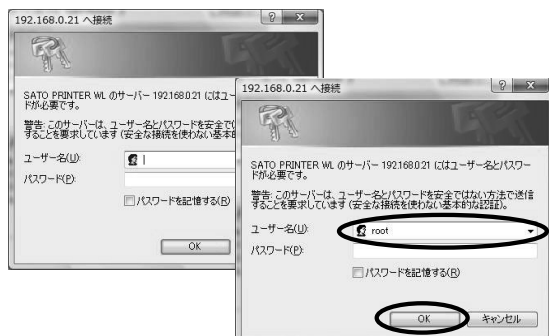 192.168.0.21 へ接続
SATO PRINTER WL のサーバー 192.168.0.21 にはユー
ドが必要です。
警告: このサーバーは、ユーザー名とパスワードを安全で(
することを要求しています (安全な接続を使わない基本的
ユーザー名(U):
パスワード(P):
パスワードを記憶する(R)
OK
192.168.0.21 へ接続
SATO PRINTER WL のサーバー 192.168.0.21 にはユーザー名とパスワー
ドが必要です。
警告: このサーバーは、ユーザー名とパスワードを安全ではない方法で送信
することを要求しています (安全な接続を使わない基本的な認証)。
ユーザー名(U): root
パスワード(P):
パスワードを記憶する(R)
OK キャンセル